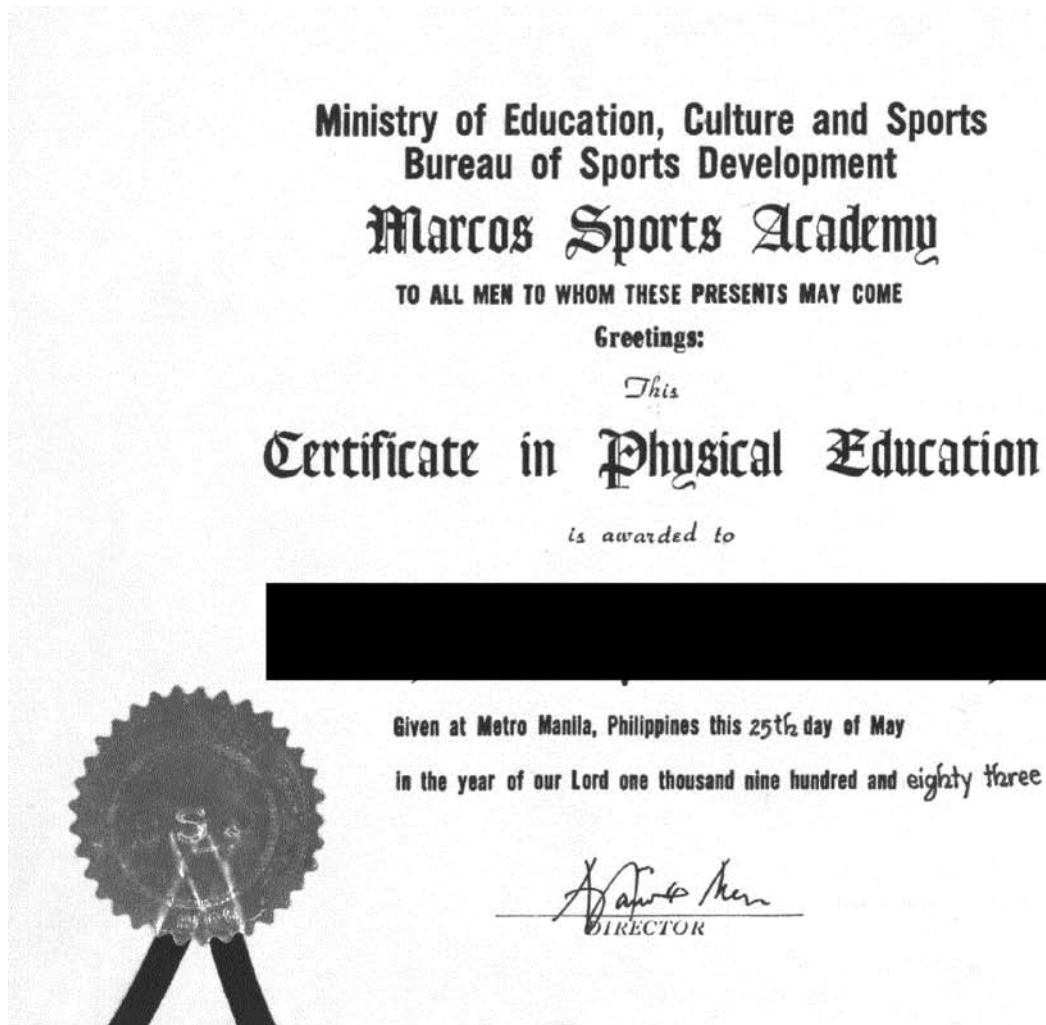 Ministry of Education, Culture and Sports
Bureau of Sports Development
Marcos Sports Academy
TO ALL MEN TO WHOM THESE PRESENTS MAY COME
Greetings:
This
Certificate in Physical Education
is awarded to
Given at Metro Manila, Philippines this 25th day of May
in the year of our Lord one thousand nine hundred and eighty three
DIRECTOR